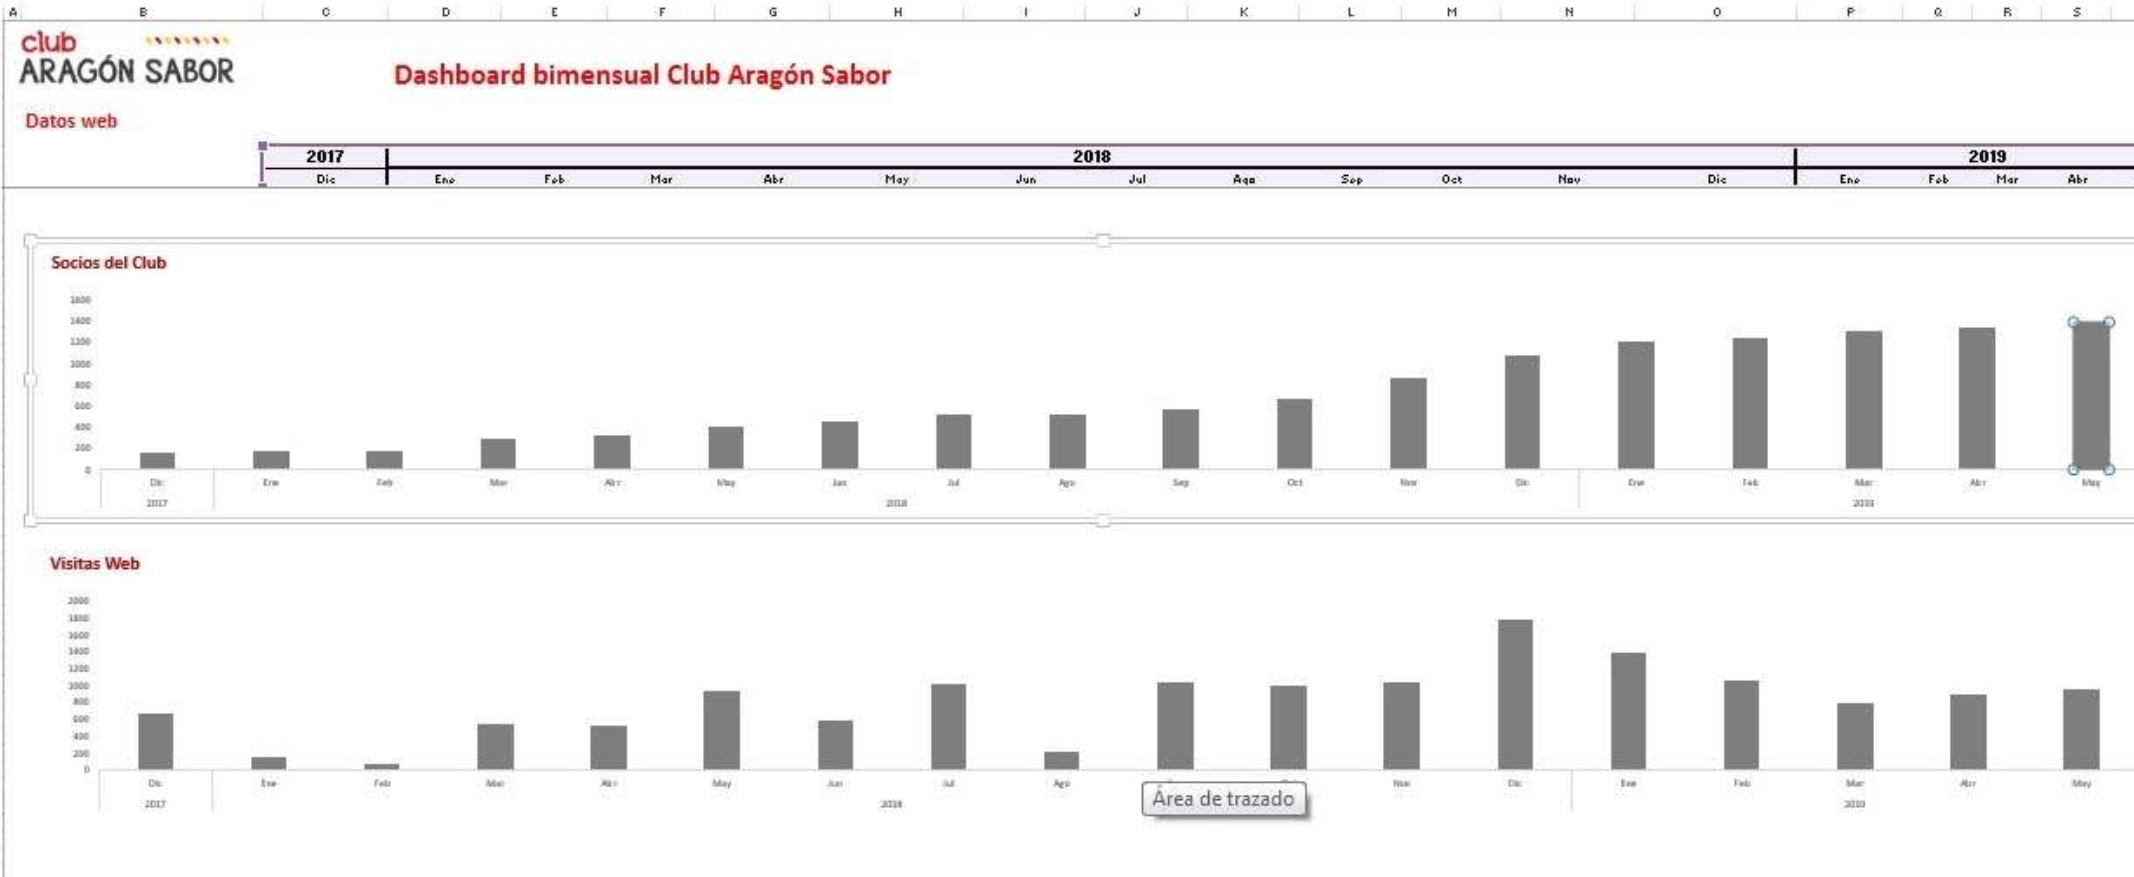 A B C D E F G H I J K L M N O P Q R S
club
ARAGÓN SABOR
Dashboard bimensual Club Aragón Sabor
Datos web
2017 2018 2019
Dic Ene Feb Mar Abr May Jun Jul Ago Sep Oct Nov Dic Ene Feb Mar Abr
Socios del Club
1600
1400
1200
1000
800
600
400
200
0
Dic Ene Feb Mar Abr May Jun Jul Ago Sep Oct Nov Dic Ene Feb Mar Abr May
2017 2018 2019
Visitas Web
2000
1800
1600
1400
1200
1000
800
600
400
200
0
Dic Ene Feb Mar Abr May Jun Jul Ago Nov Dic Ene Feb Mar Abr May
2017 2018 2019
Área de trazado